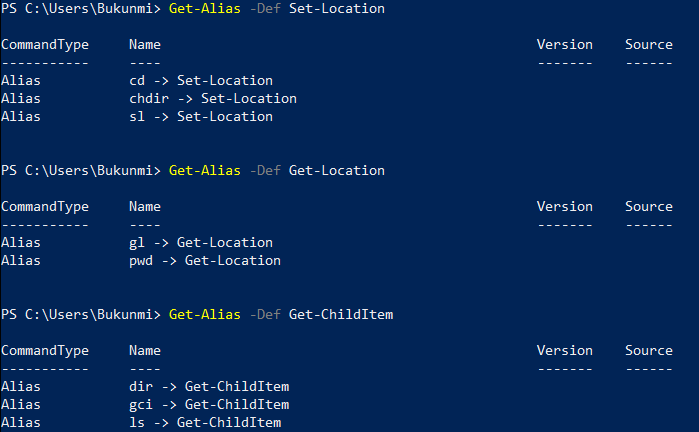 PS C:\Users\Bukunmi> Get-Alias -Def Set-Location
CommandType     Name                                               Version    Source
-----------     ----                                               -------    ------
Alias           cd -> Set-Location
Alias           chdir -> Set-Location
Alias           sl -> Set-Location
PS C:\Users\Bukunmi> Get-Alias -Def Get-Location
CommandType     Name                                               Version    Source
-----------     ----                                               -------    ------
Alias           gl -> Get-Location
Alias           pwd -> Get-Location
PS C:\Users\Bukunmi> Get-Alias -Def Get-ChildItem
CommandType     Name                                               Version    Source
-----------     ----                                               -------    ------
Alias           dir -> Get-ChildItem
Alias           gci -> Get-ChildItem
Alias           ls -> Get-ChildItem